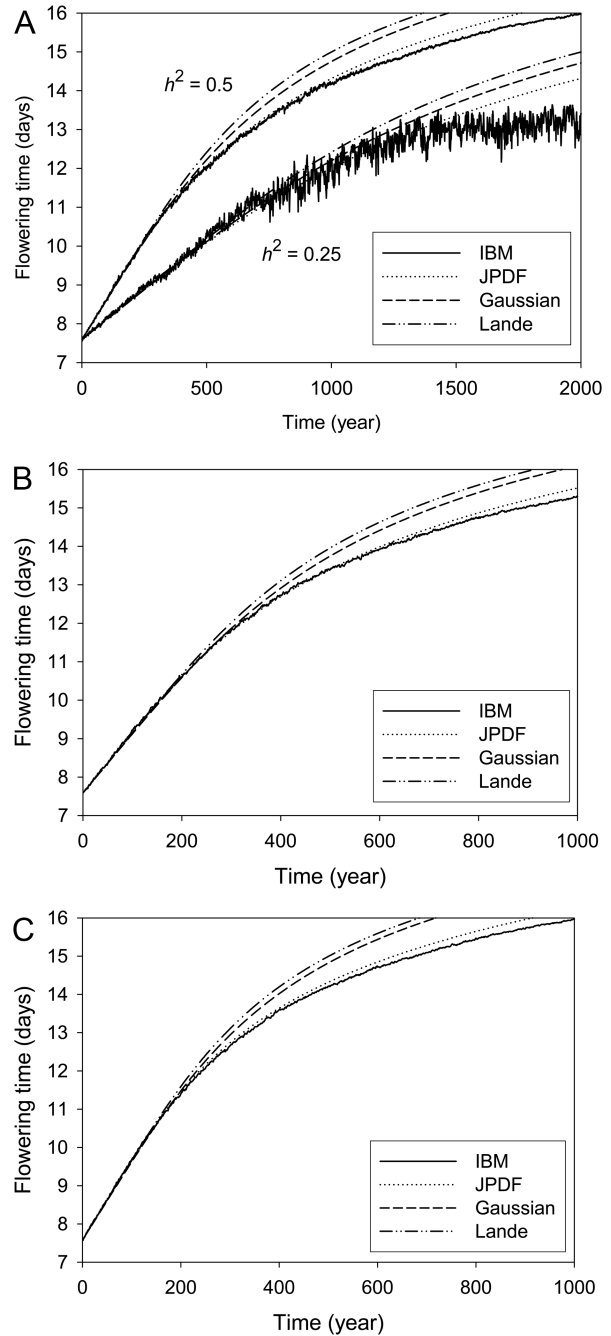 A
16
15
14
13
12
11
10
9
8
7
Flowering time (days)
h² = 0.5
h² = 0.25
IBM
JPDF
Gaussian
Lande
0 500 1000 1500 2000
Time (year)
B
16
15
14
13
12
11
10
9
8
7
Flowering time (days)
IBM
JPDF
Gaussian
Lande
0 200 400 600 800 1000
Time (year)
C
16
15
14
13
12
11
10
9
8
7
Flowering time (days)
IBM
JPDF
Gaussian
Lande
0 200 400 600 800 1000
Time (year)